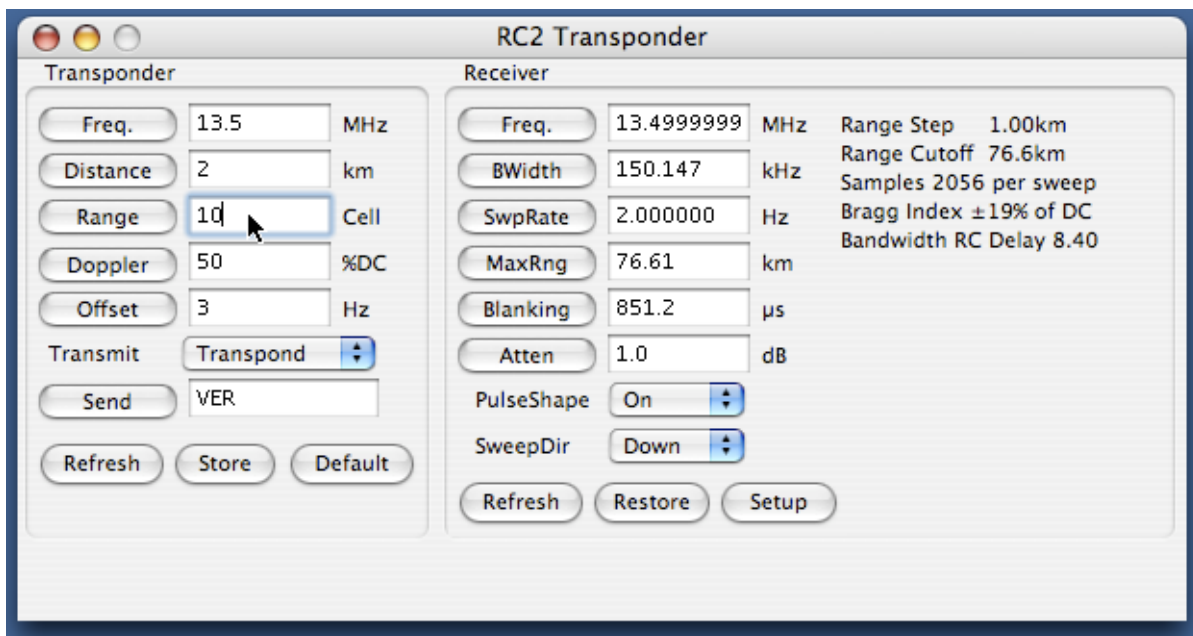 RC2 Transponder
Transponder
Freq. 13.5 MHz
Distance 2 km
Range 10 Cell
Doppler 50 %DC
Offset 3 Hz
Transmit Transpond
Send VER
Refresh Store Default
Receiver
Freq. 13.4999999 MHz
BWidth 150.147 kHz
SwpRate 2.000000 Hz
MaxRng 76.61 km
Blanking 851.2 µs
Atten 1.0 dB
PulseShape On
SweepDir Down
Refresh Restore Setup
Range Step 1.00km
Range Cutoff 76.6km
Samples 2056 per sweep
Bragg Index ±19% of DC
Bandwidth RC Delay 8.40